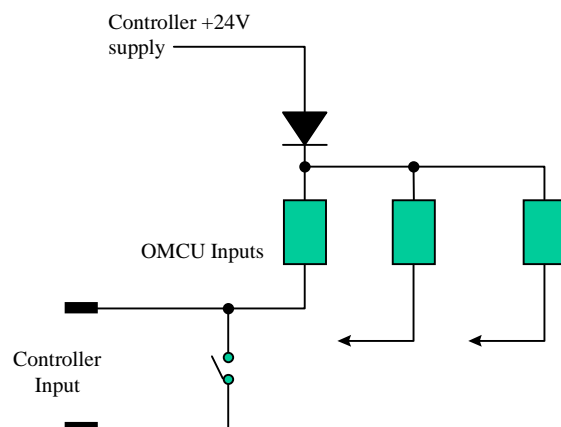 Controller +24V
supply
OMCU Inputs
Controller
Input